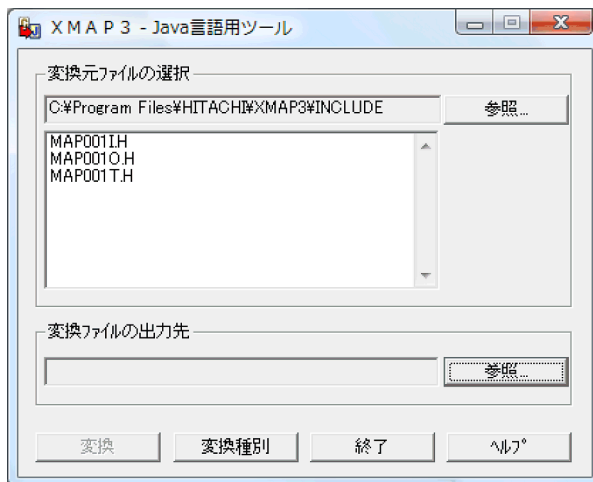 ＸＭＡＰ３ - Java言語用ツール
変換元ﾌｧｲﾙの選択
C:¥Program Files¥HITACHI¥XMAP3¥INCLUDE
参照...
MAP001I.H
MAP001O.H
MAP001T.H
変換ﾌｧｲﾙの出力先
参照...
変換
変換種別
終了
ﾍﾙﾌﾟ